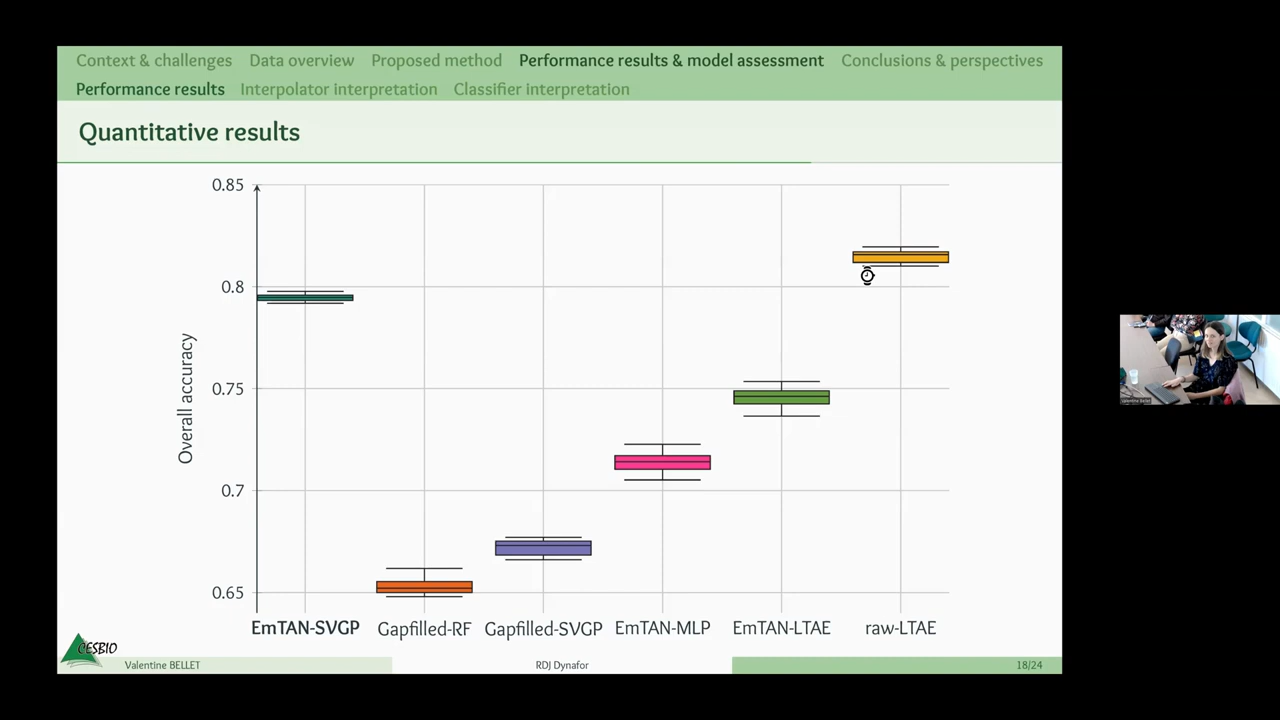 Context & challenges Data overview Proposed method Performance results & model assessment Conclusions & perspectives
Performance results Interpolator interpretation Classifier interpretation
Quantitative results
0.85
0.8
0.75
0.7
0.65
Overall accuracy
EmTAN-SVGP Gapfilled-RF Gapfilled-SVGP EmTAN-MLP EmTAN-LTAE raw-LTAE
CESBIO
Valentine BELLET RDJ Dynafor 18/24
Valentine Bellet